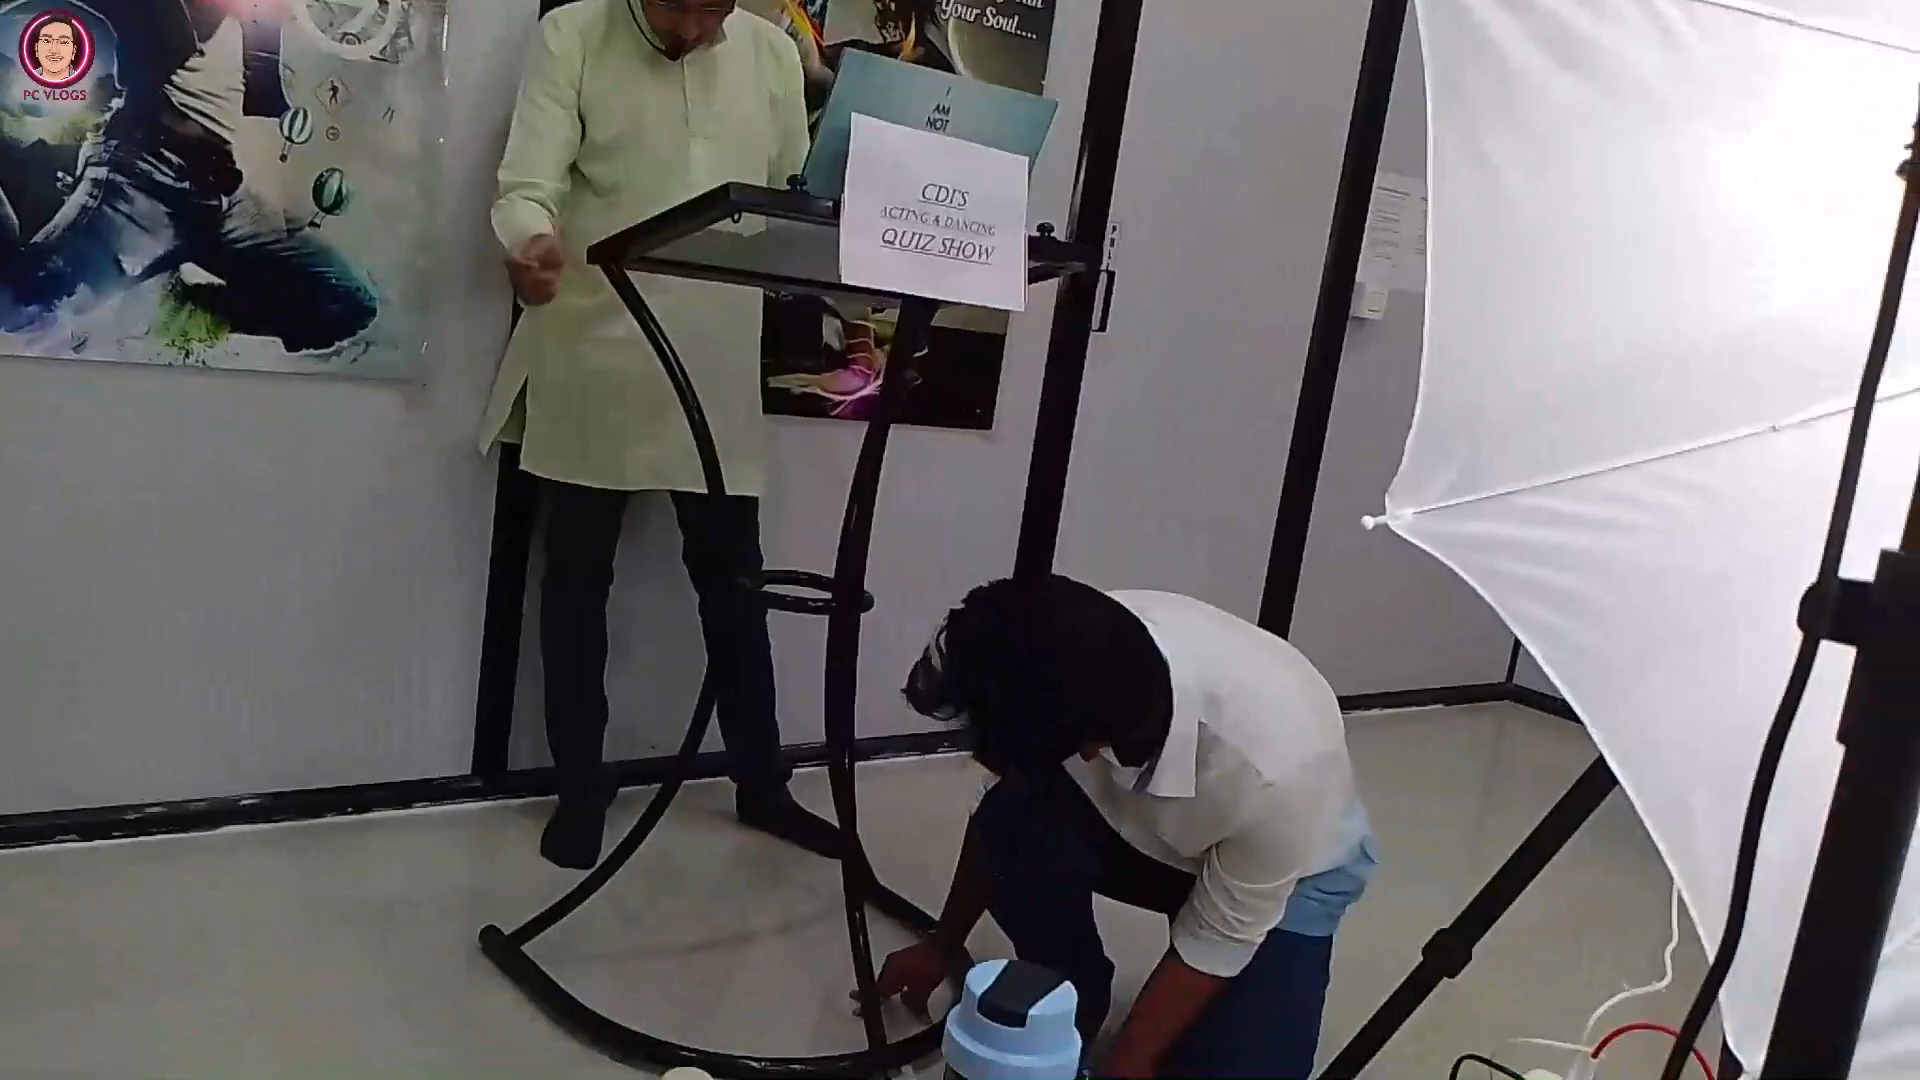 PC VLOGS
Your Soul....
I
AM
NOT
CDI'S
ACTING & DANCING
QUIZ SHOW